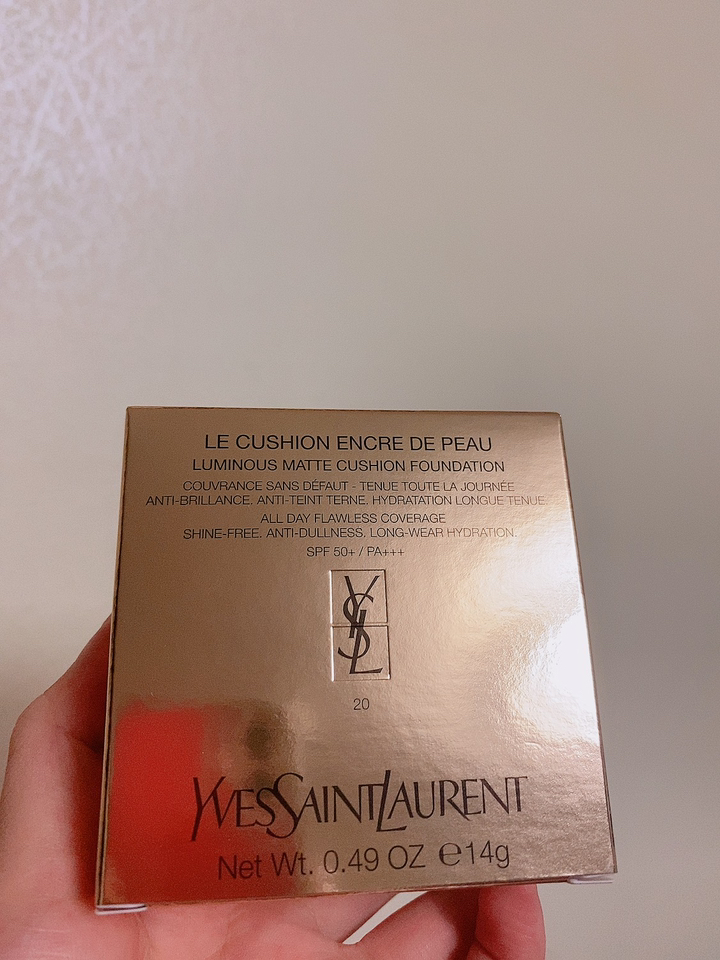 LE CUSHION ENCRE DE PEAU
LUMINOUS MATTE CUSHION FOUNDATION
COUVRANCE SANS DÉFAUT - TENUE TOUTE LA JOURNÉE
ANTI-BRILLANCE, ANTI-TEINT TERNE, HYDRATATION LONGUE TENUE
ALL DAY FLAWLESS COVERAGE
SHINE-FREE, ANTI-DULLNESS, LONG-WEAR HYDRATION.
SPF 50+ / PA+++
YSL
20
YVESSAINTLAURENT
Net Wt. 0.49 OZ ℮14g